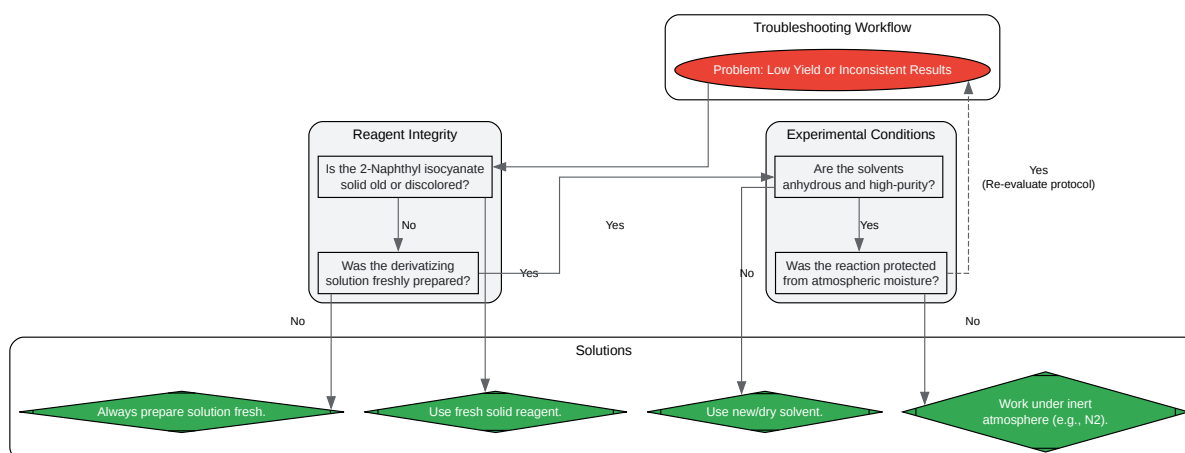 Troubleshooting Workflow
Problem: Low Yield or Inconsistent Results
Reagent Integrity
Experimental Conditions
Is the 2-Naphthyl isocyanate
solid old or discolored?
Are the solvents
anhydrous and high-purity?
Yes
(Re-evaluate protocol)
No
Yes
Yes
Was the derivatizing
solution freshly prepared?
Yes
No
Was the reaction protected
from atmospheric moisture?
No
No
Solutions
Always prepare solution fresh.
Use fresh solid reagent.
Use new/dry solvent.
Work under inert
atmosphere (e.g., N2).